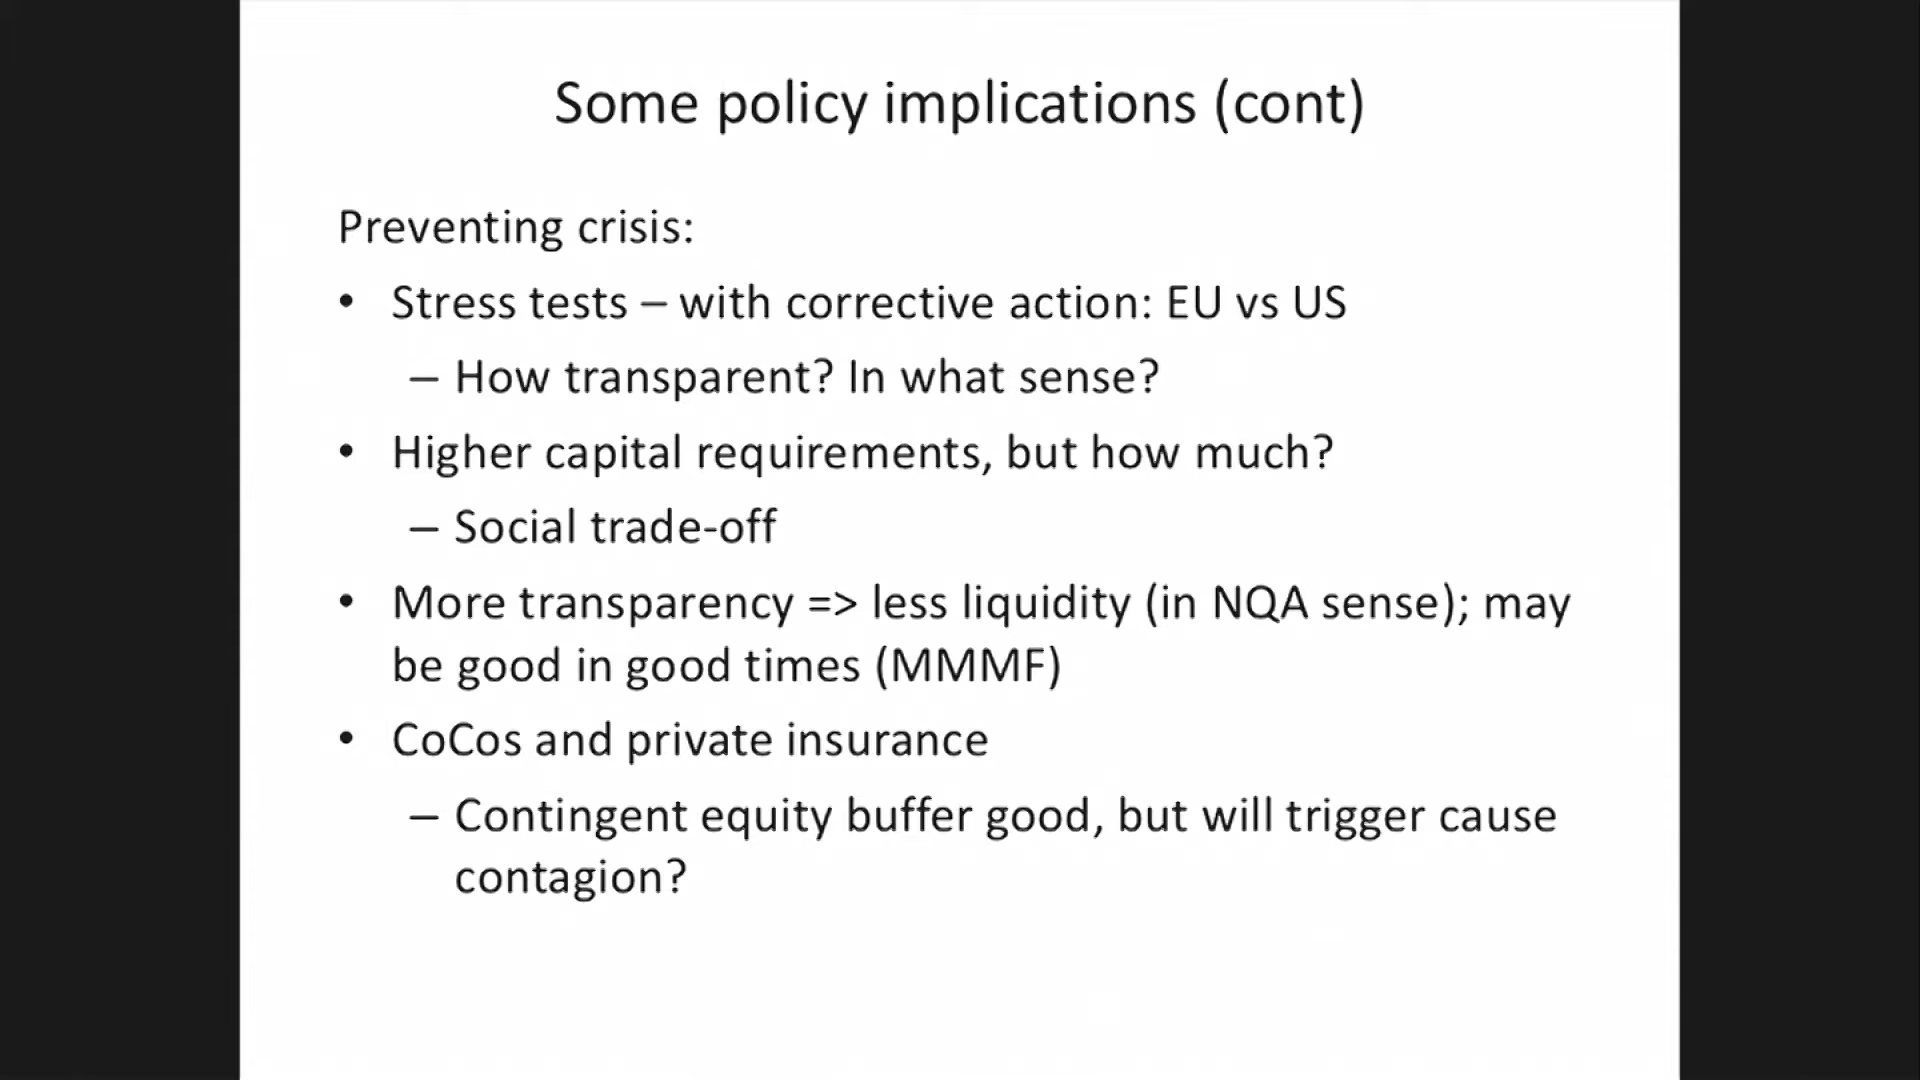 Some policy implications (cont)
Preventing crisis:
• Stress tests – with corrective action: EU vs US
– How transparent? In what sense?
• Higher capital requirements, but how much?
– Social trade-off
• More transparency => less liquidity (in NQA sense); may
be good in good times (MMMF)
• CoCos and private insurance
– Contingent equity buffer good, but will trigger cause
contagion?